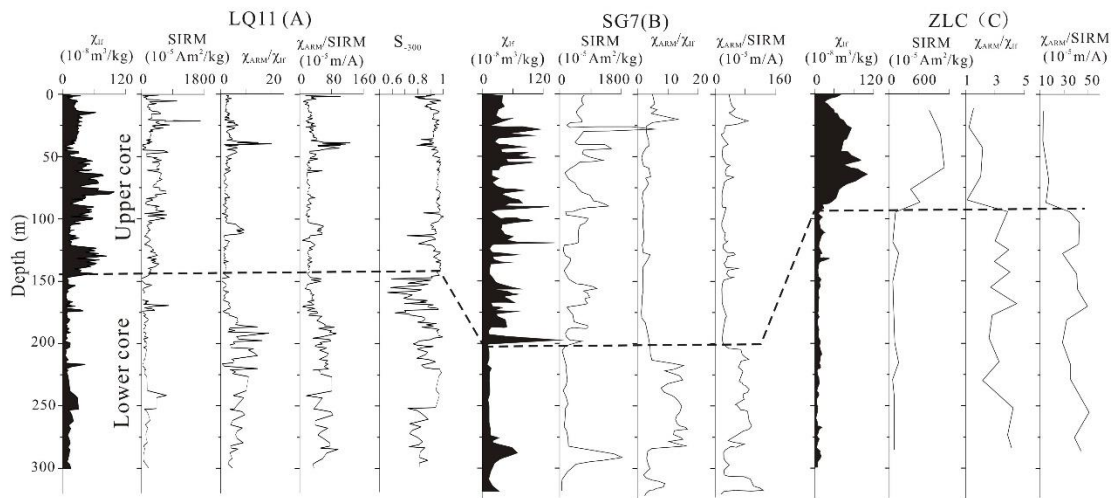 LQ11 (A) SG7(B) ZLC (C)
χlf SIRM χARM/χlf χARM/SIRM S-300 χlf SIRM χARM/χlf χARM/SIRM χlf SIRM χARM/χlf χARM/SIRM
(10-8m3/kg) (10-5Am2/kg) (10-5m/A) (10-8m3/kg) (10-5Am2/kg) (10-5m/A) (10-8m3/kg) (10-5Am2/kg) (10-5m/A)
0 120 0 1800 0 20 0 80 160 0.6 0.8 1 0 120 0 1800 0 10 20 0 160 0 120 0 600 1 3 5 10 30 50
0
50
100
150
200
250
300
Depth (m)
Upper core
Lower core